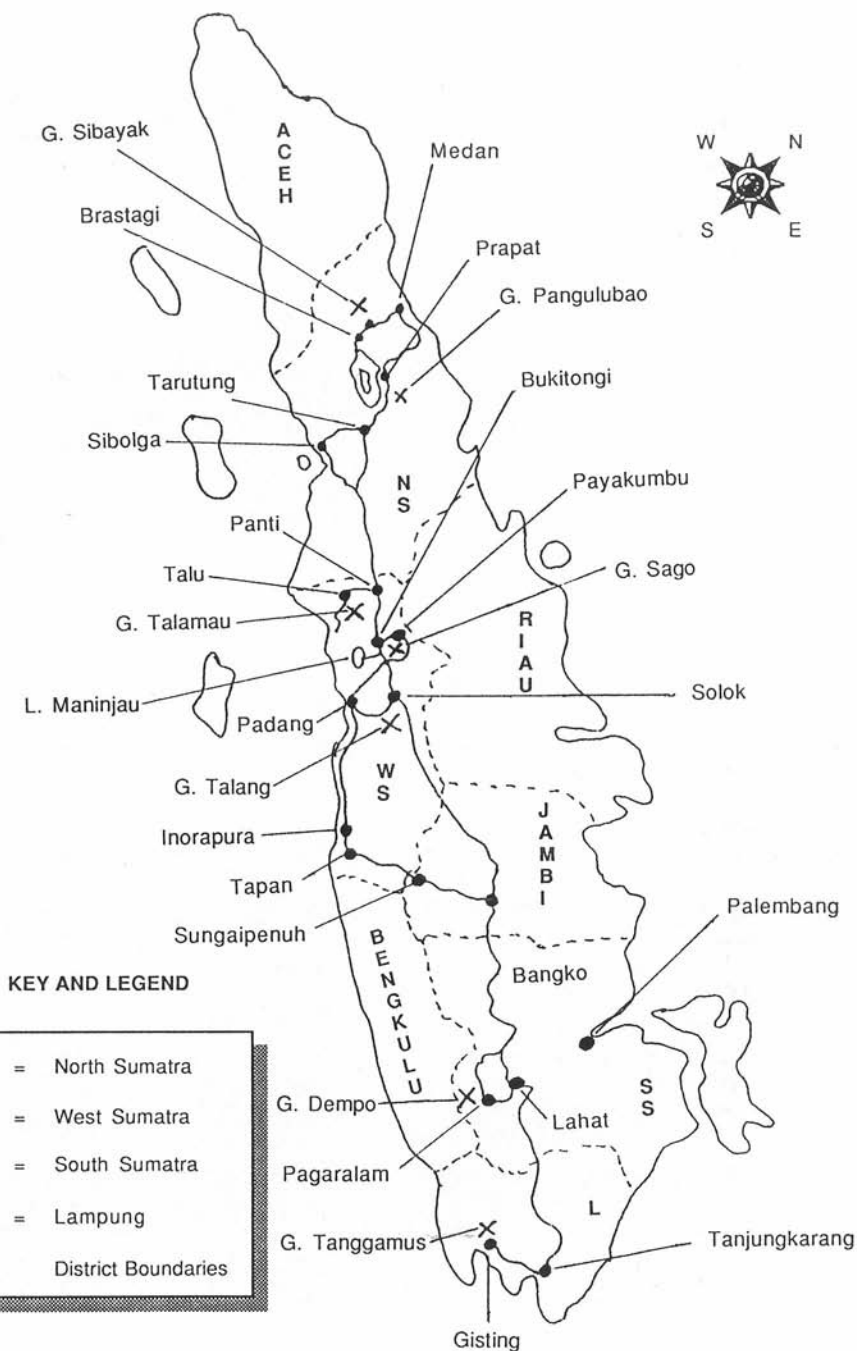 G. Sibayak
ACEH
Medan
W N
S E
Brastagi
Prapat
G. Pangulubao
Tarutung
Bukitongi
Sibolga
NS
Payakumbu
Panti
Talu
G. Sago
G. Talamau
RIAU
L. Maninjau
Solok
Padang
WS
G. Talang
JAMBI
Inorapura
Tapan
Palembang
Sungaipenuh
BENGKULU
Bangko
KEY AND LEGEND
= North Sumatra
= West Sumatra
= South Sumatra
= Lampung
District Boundaries
G. Dempo
SS
Lahat
Pagaralam
L
G. Tanggamus
Tanjungkarang
Gisting